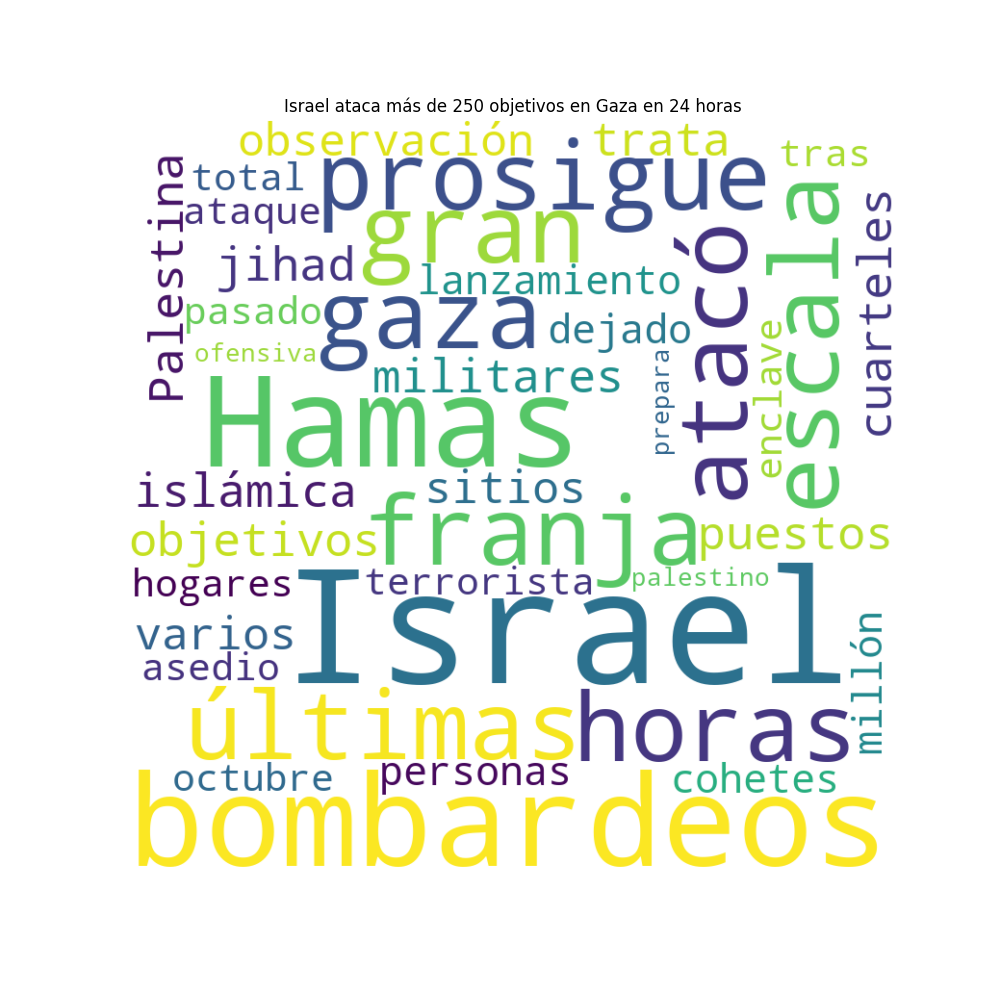 Israel ataca más de 250 objetivos en Gaza en 24 horas
observación
trata
tras
prosigue
total
ataque
Palestina
gran
escala
cuarteles
atacó
jihad
lanzamiento
pasado
gaza
dejado
ofensiva
militares
prepara
enclave
Hamas
islámica
sitios
objetivos
franja
puestos
hogares
terrorista
palestino
Israel
varios
asedio
millón
últimas
horas
octubre
personas
cohetes
bombardeos